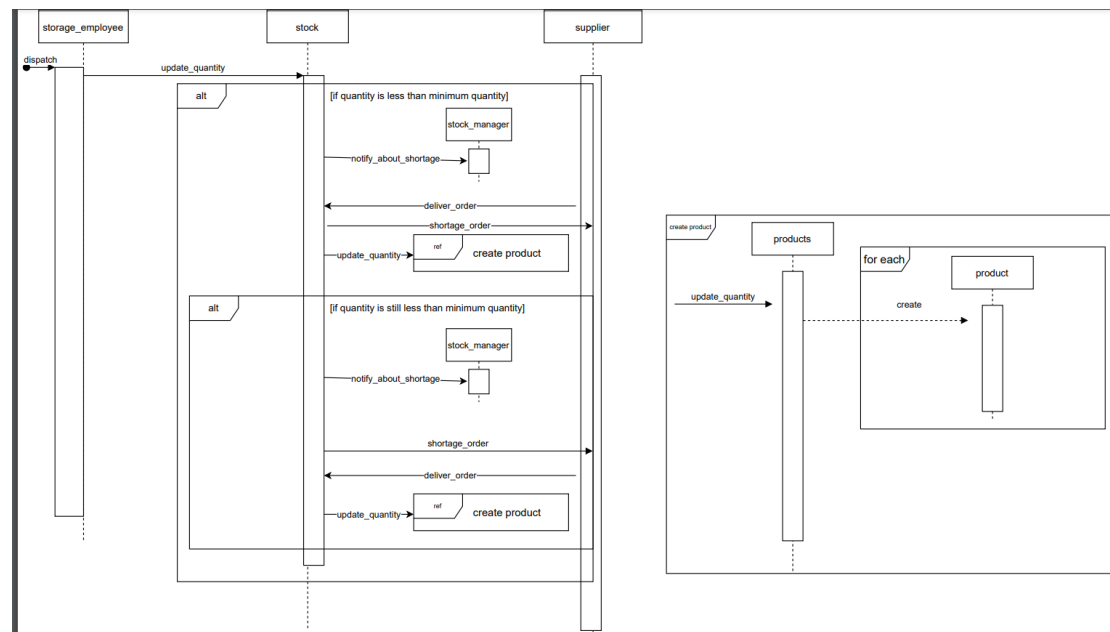 storage_employee
stock
supplier
dispatch
update_quantity
alt
[if quantity is less than minimum quantity]
stock_manager
notify_about_shortage
deliver_order
shortage_order
update_quantity
ref
create product
alt
[if quantity is still less than minimum quantity]
stock_manager
notify_about_shortage
shortage_order
deliver_order
update_quantity
ref
create product
create product
products
for each
product
update_quantity
create